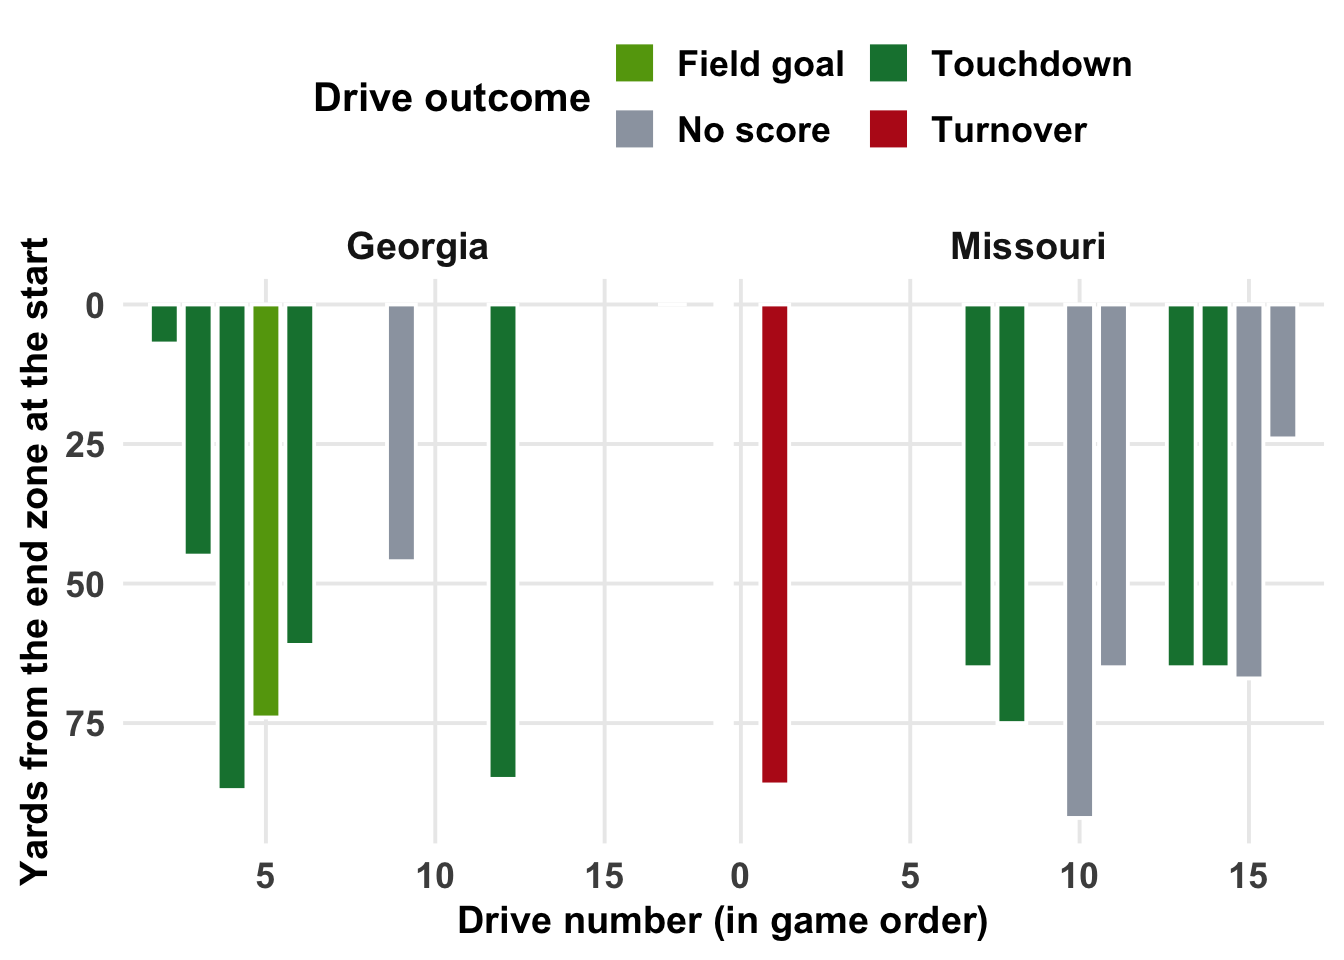 Drive outcome
Field goal
Touchdown
No score
Turnover
Georgia
Missouri
Yards from the end zone at the start
0
25
50
75
5 10 15
0 5 10 15
Drive number (in game order)